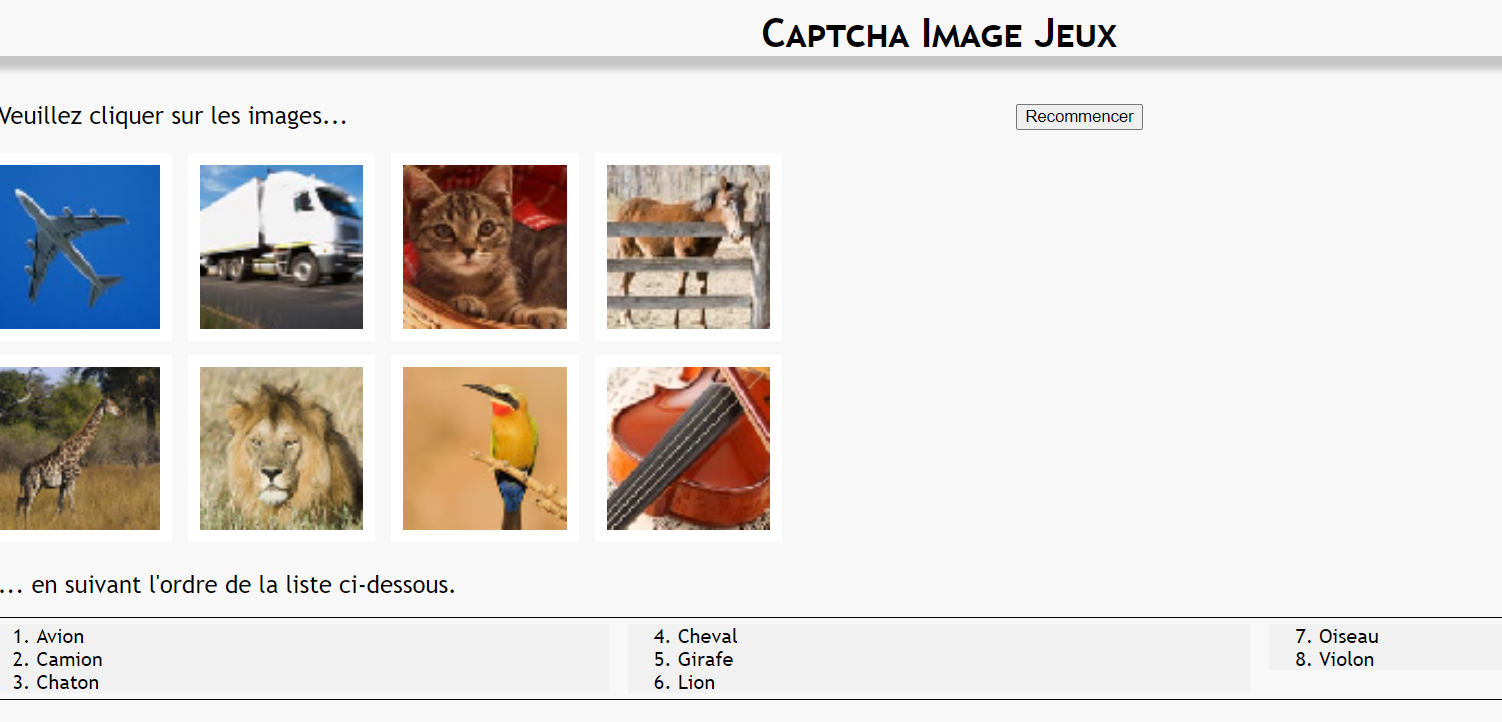 Captcha Image Jeux
Veuillez cliquer sur les images...
Recommencer
... en suivant l'ordre de la liste ci-dessous.
1. Avion
2. Camion
3. Chaton
4. Cheval
5. Girafe
6. Lion
7. Oiseau
8. Violon